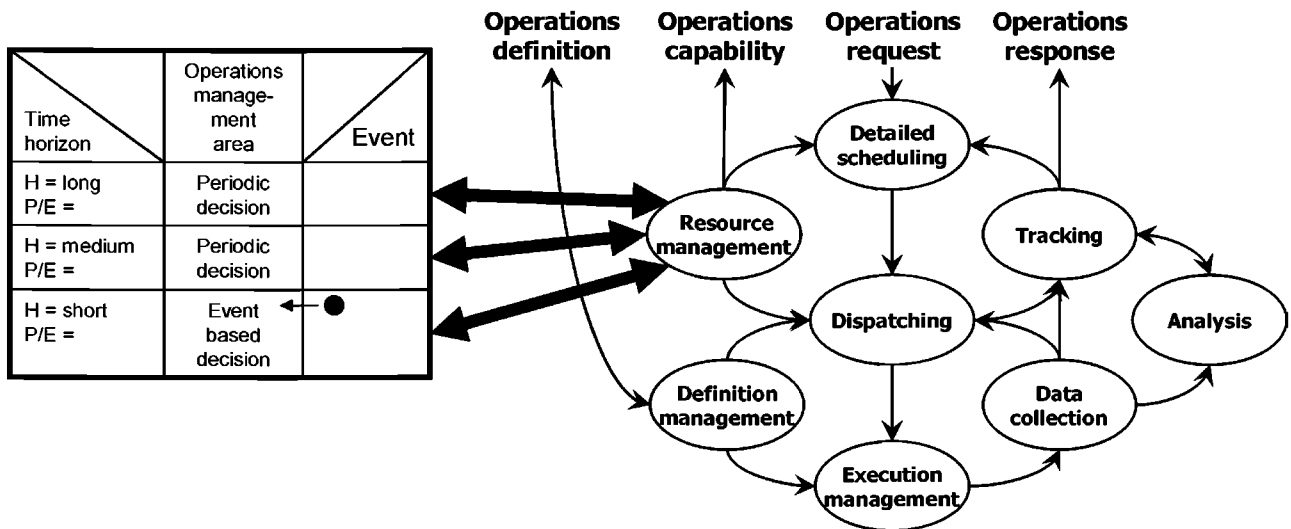 Operations
definition
Operations
capability
Operations
request
Operations
response
Time
horizon
Operations
manage-
ment
area
Event
H = long
P/E =
Periodic
decision
H = medium
P/E =
Periodic
decision
H = short
P/E =
Event
based
decision
Detailed
scheduling
Resource
management
Tracking
Dispatching
Analysis
Definition
management
Data
collection
Execution
management